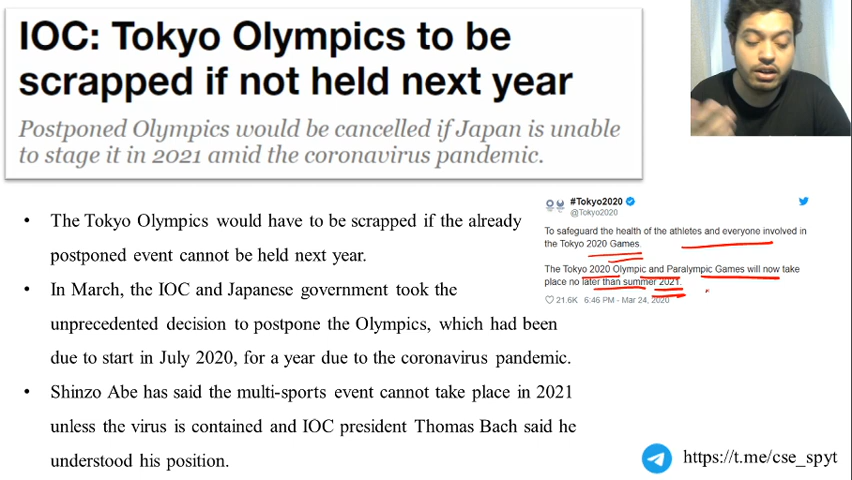 IOC: Tokyo Olympics to be
scrapped if not held next year
Postponed Olympics would be cancelled if Japan is unable
to stage it in 2021 amid the coronavirus pandemic.
• The Tokyo Olympics would have to be scrapped if the already
postponed event cannot be held next year.
• In March, the IOC and Japanese government took the
unprecedented decision to postpone the Olympics, which had been
due to start in July 2020, for a year due to the coronavirus pandemic.
• Shinzo Abe has said the multi-sports event cannot take place in 2021
unless the virus is contained and IOC president Thomas Bach said he
understood his position.
#Tokyo2020
@Tokyo2020
To safeguard the health of the athletes and everyone involved in
the Tokyo 2020 Games.
The Tokyo 2020 Olympic and Paralympic Games will now take
place no later than summer 2021.
21.6K 6:46 PM - Mar 24, 2020
https://t.me/cse_spyt